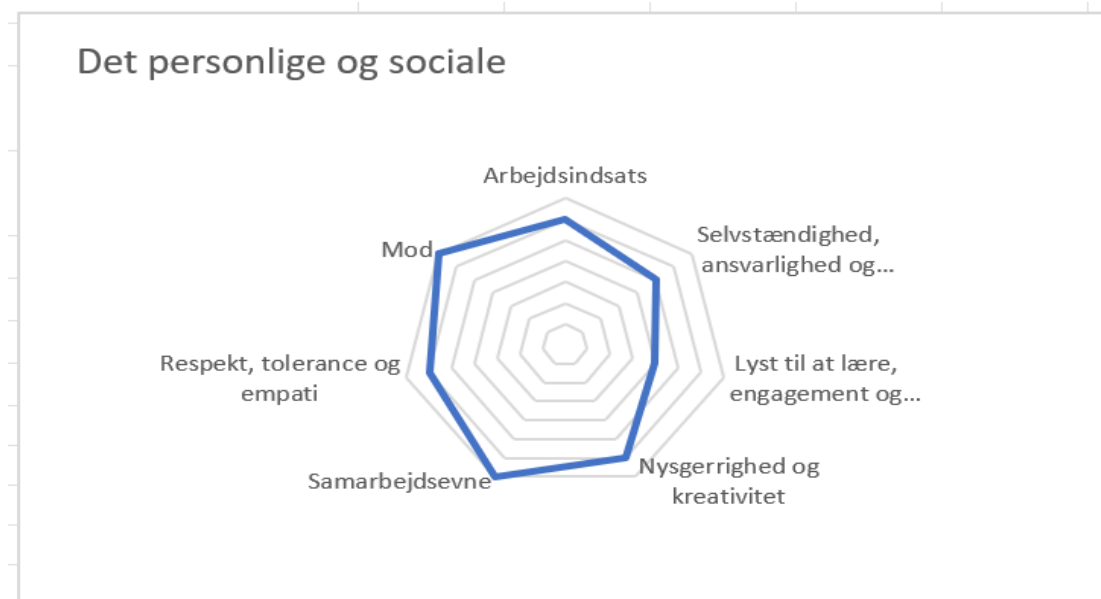 Det personlige og sociale
Arbejdsindsats
Selvstændighed,
ansvarlighed og...
Lyst til at lære,
engagement og...
Nysgerrighed og
kreativitet
Samarbejdsevne
Respekt, tolerance og
empati
Mod